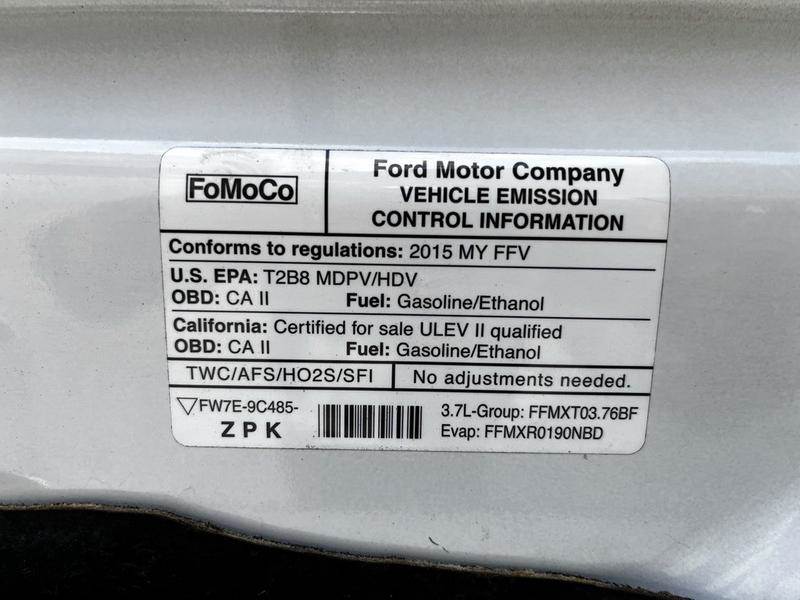 FoMoCo
Ford Motor Company
VEHICLE EMISSION
CONTROL INFORMATION
Conforms to regulations: 2015 MY FFV
U.S. EPA: T2B8 MDPV/HDV
OBD: CA II Fuel: Gasoline/Ethanol
California: Certified for sale ULEV II qualified
OBD: CA II Fuel: Gasoline/Ethanol
TWC/AFS/HO2S/SFI No adjustments needed.
▽FW7E-9C485- 3.7L-Group: FFMXT03.76BF
Z P K Evap: FFMXR0190NBD